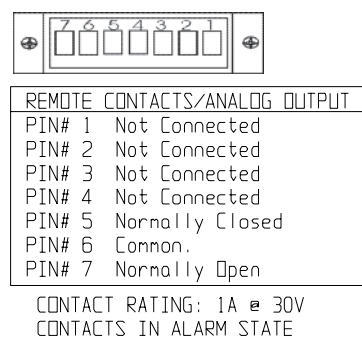 7 6 5 4 3 2 1
REMOTE CONTACTS/ANALOG OUTPUT
PIN# 1 Not Connected
PIN# 2 Not Connected
PIN# 3 Not Connected
PIN# 4 Not Connected
PIN# 5 Normally Closed
PIN# 6 Common.
PIN# 7 Normally Open
CONTACT RATING: 1A @ 30V
CONTACTS IN ALARM STATE